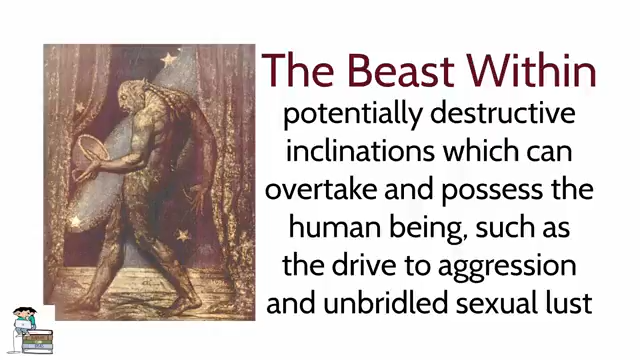 The Beast Within
potentially destructive
inclinations which can
overtake and possess the
human being, such as
the drive to aggression
and unbridled sexual lust